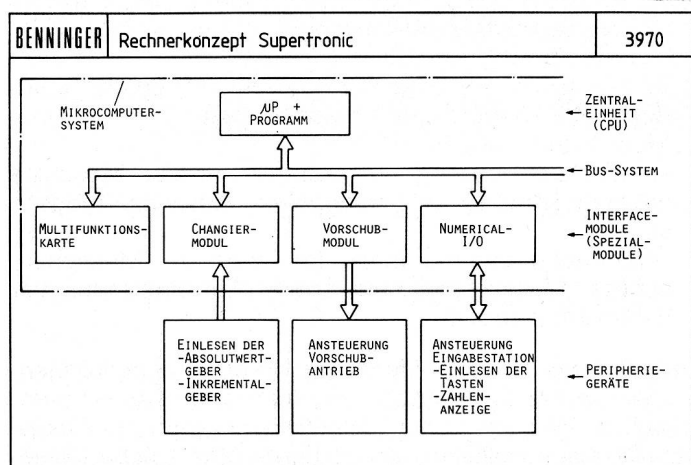 BENNINGER Rechnerkonzept Supertronic 3970
MIKROCOMPUTER-
SYSTEM
µP +
PROGRAMM
ZENTRAL-
EINHEIT
(CPU)
BUS-SYSTEM
MULTIFUNKTIONS-
KARTE
CHANGIER-
MODUL
VORSCHUB-
MODUL
NUMERICAL-
I/O
INTERFACE-
MODULE
(SPEZIAL-
MODULE)
EINLESEN DER
-ABSOLUTWERT-
GEBER
-INKREMENTAL-
GEBER
ANSTEUERUNG
VORSCHUB-
ANTRIEB
ANSTEUERUNG
EINGABESTATION
-EINLESEN DER
TASTEN
-ZAHLEN-
ANZEIGE
PERIPHERIE-
GERÄTE